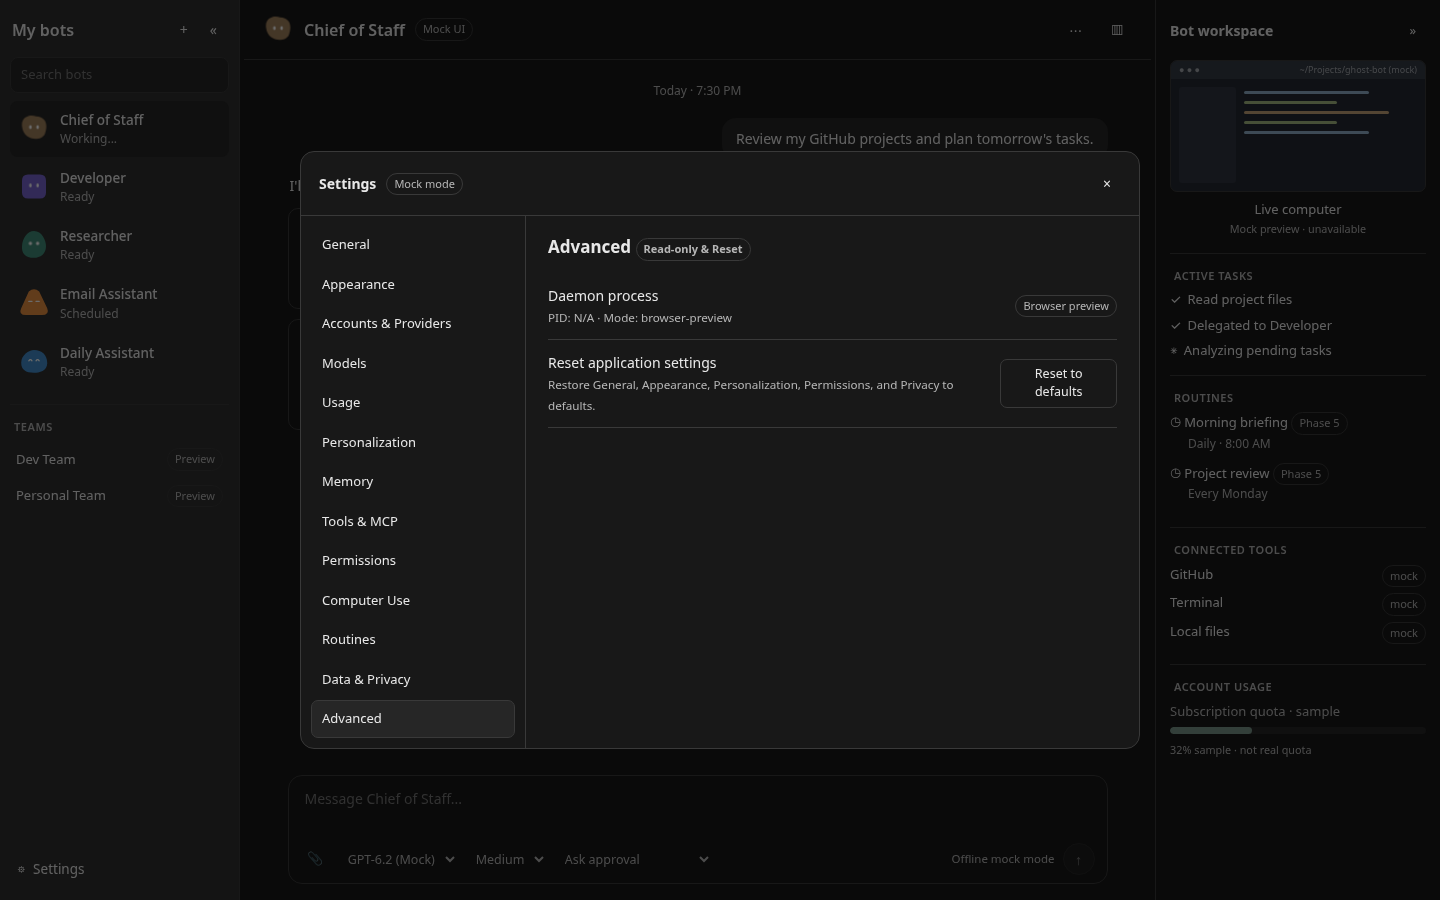 My bots
+
«
Search bots
Chief of Staff
Working...
Developer
Ready
Researcher
Ready
Email Assistant
Scheduled
Daily Assistant
Ready
TEAMS
Dev Team Preview
Personal Team Preview
Settings
Chief of Staff Mock UI
...
Today · 7:30 PM
Review my GitHub projects and plan tomorrow's tasks.
Settings Mock mode ×
General
Appearance
Accounts & Providers
Models
Usage
Personalization
Memory
Tools & MCP
Permissions
Computer Use
Routines
Data & Privacy
Advanced
Advanced Read-only & Reset
Daemon process
PID: N/A · Mode: browser-preview
Browser preview
Reset application settings
Restore General, Appearance, Personalization, Permissions, and Privacy to
defaults.
Reset to
defaults
Message Chief of Staff...
GPT-6.2 (Mock) Medium Ask approval Offline mock mode ↑
Bot workspace »
~/Projects/ghost-bot (mock)
Live computer
Mock preview · unavailable
ACTIVE TASKS
✓ Read project files
✓ Delegated to Developer
Analyzing pending tasks
ROUTINES
Morning briefing Phase 5
Daily · 8:00 AM
Project review Phase 5
Every Monday
CONNECTED TOOLS
GitHub mock
Terminal mock
Local files mock
ACCOUNT USAGE
Subscription quota · sample
32% sample · not real quota